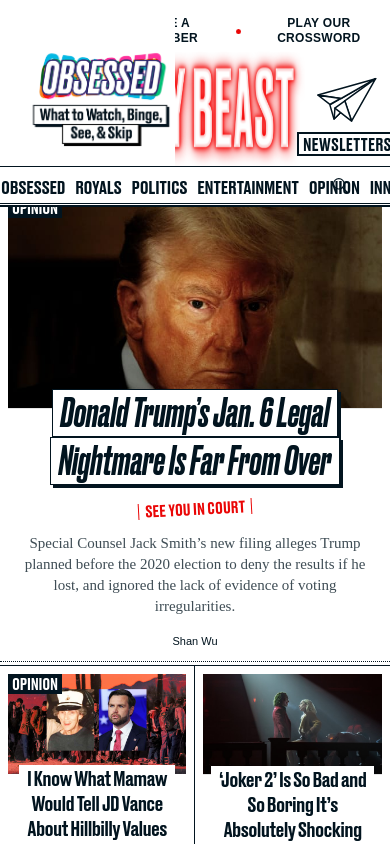 E A
BER
PLAY OUR
CROSSWORD
OBSESSED
What to Watch, Binge,
See, & Skip
Y BEAST
NEWSLETTERS
OBSESSED ROYALS POLITICS ENTERTAINMENT OPINION INN
OPINION
Donald Trump’s Jan. 6 Legal
Nightmare Is Far From Over
SEE YOU IN COURT
Special Counsel Jack Smith’s new filing alleges Trump
planned before the 2020 election to deny the results if he
lost, and ignored the lack of evidence of voting
irregularities.
Shan Wu
OPINION
I Know What Mamaw
Would Tell JD Vance
About Hillbilly Values
‘Joker 2’ Is So Bad and
So Boring It’s
Absolutely Shocking